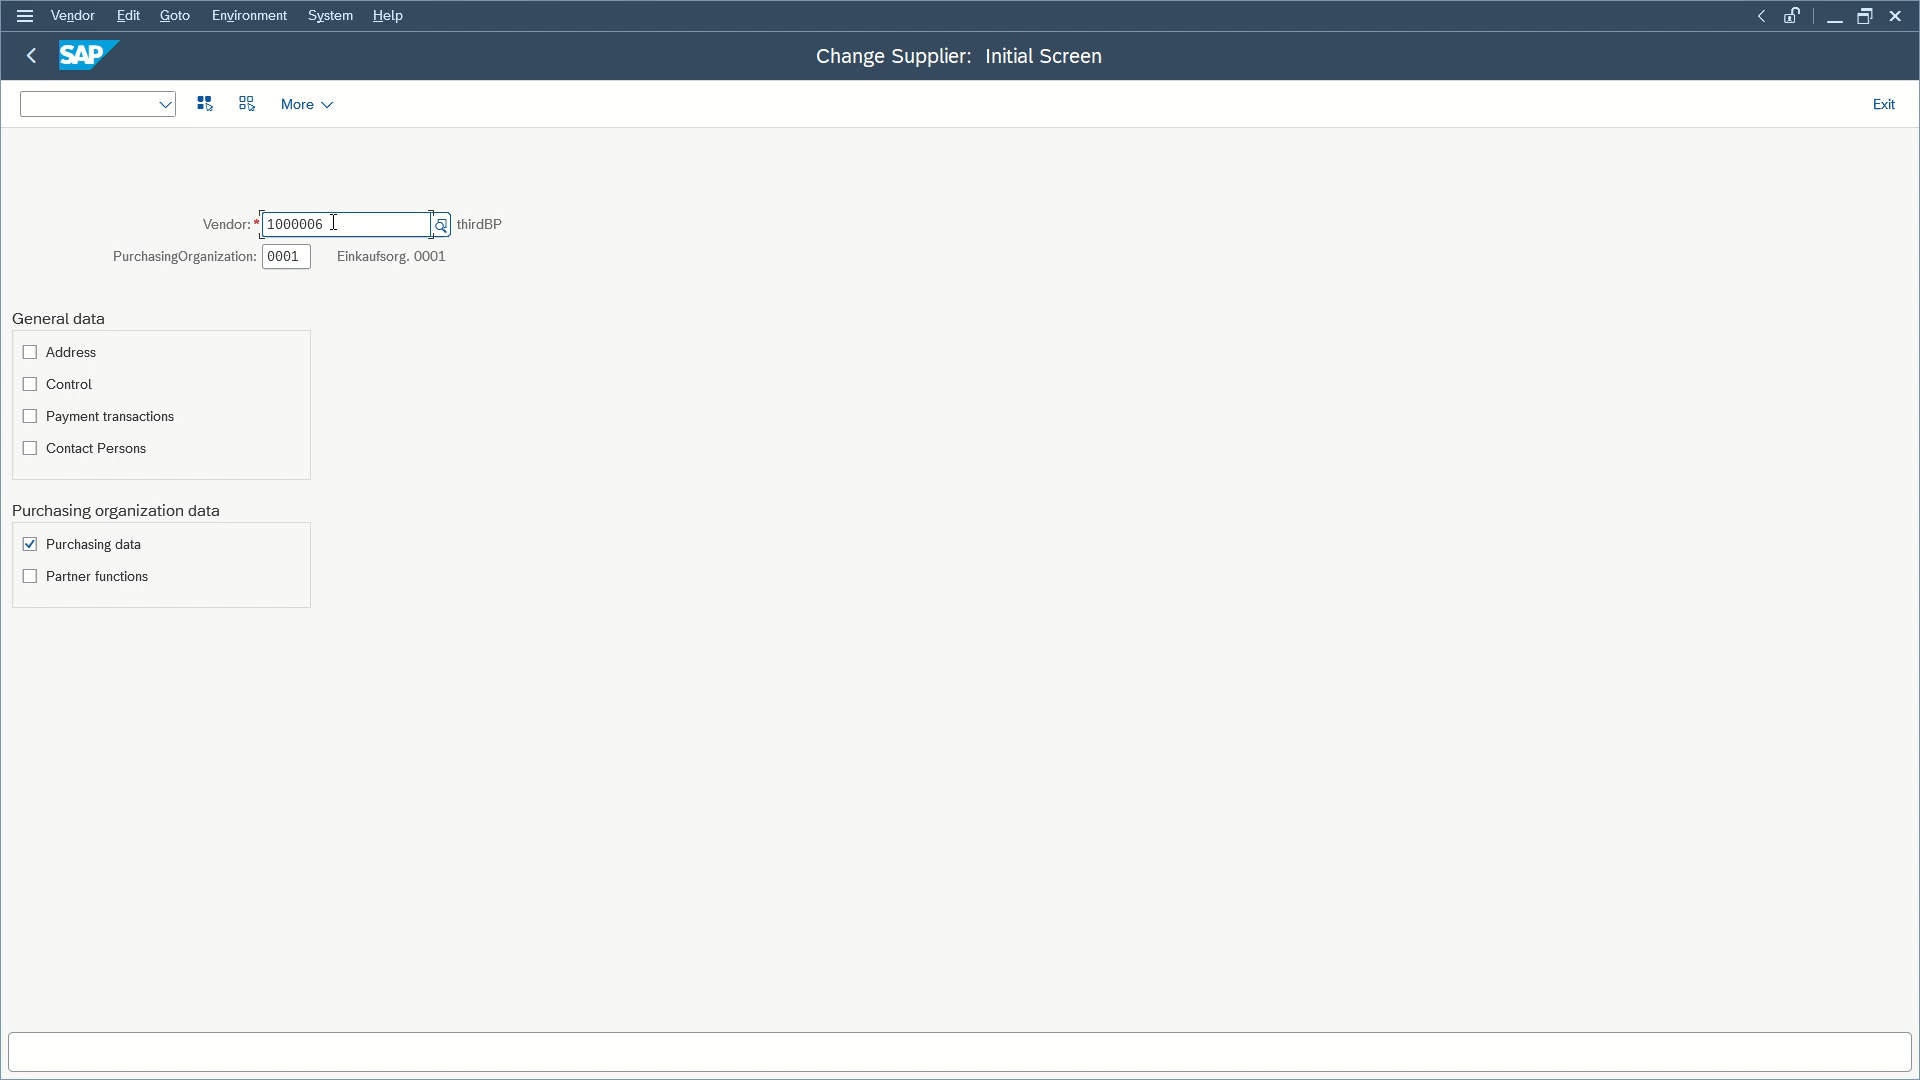 Vendor Edit Goto Environment System Help
SAP Change Supplier: Initial Screen
More Exit
Vendor:* 1000006 thirdBP
PurchasingOrganization: 0001 Einkaufsorg. 0001
General data
Address
Control
Payment transactions
Contact Persons
Purchasing organization data
Purchasing data
Partner functions